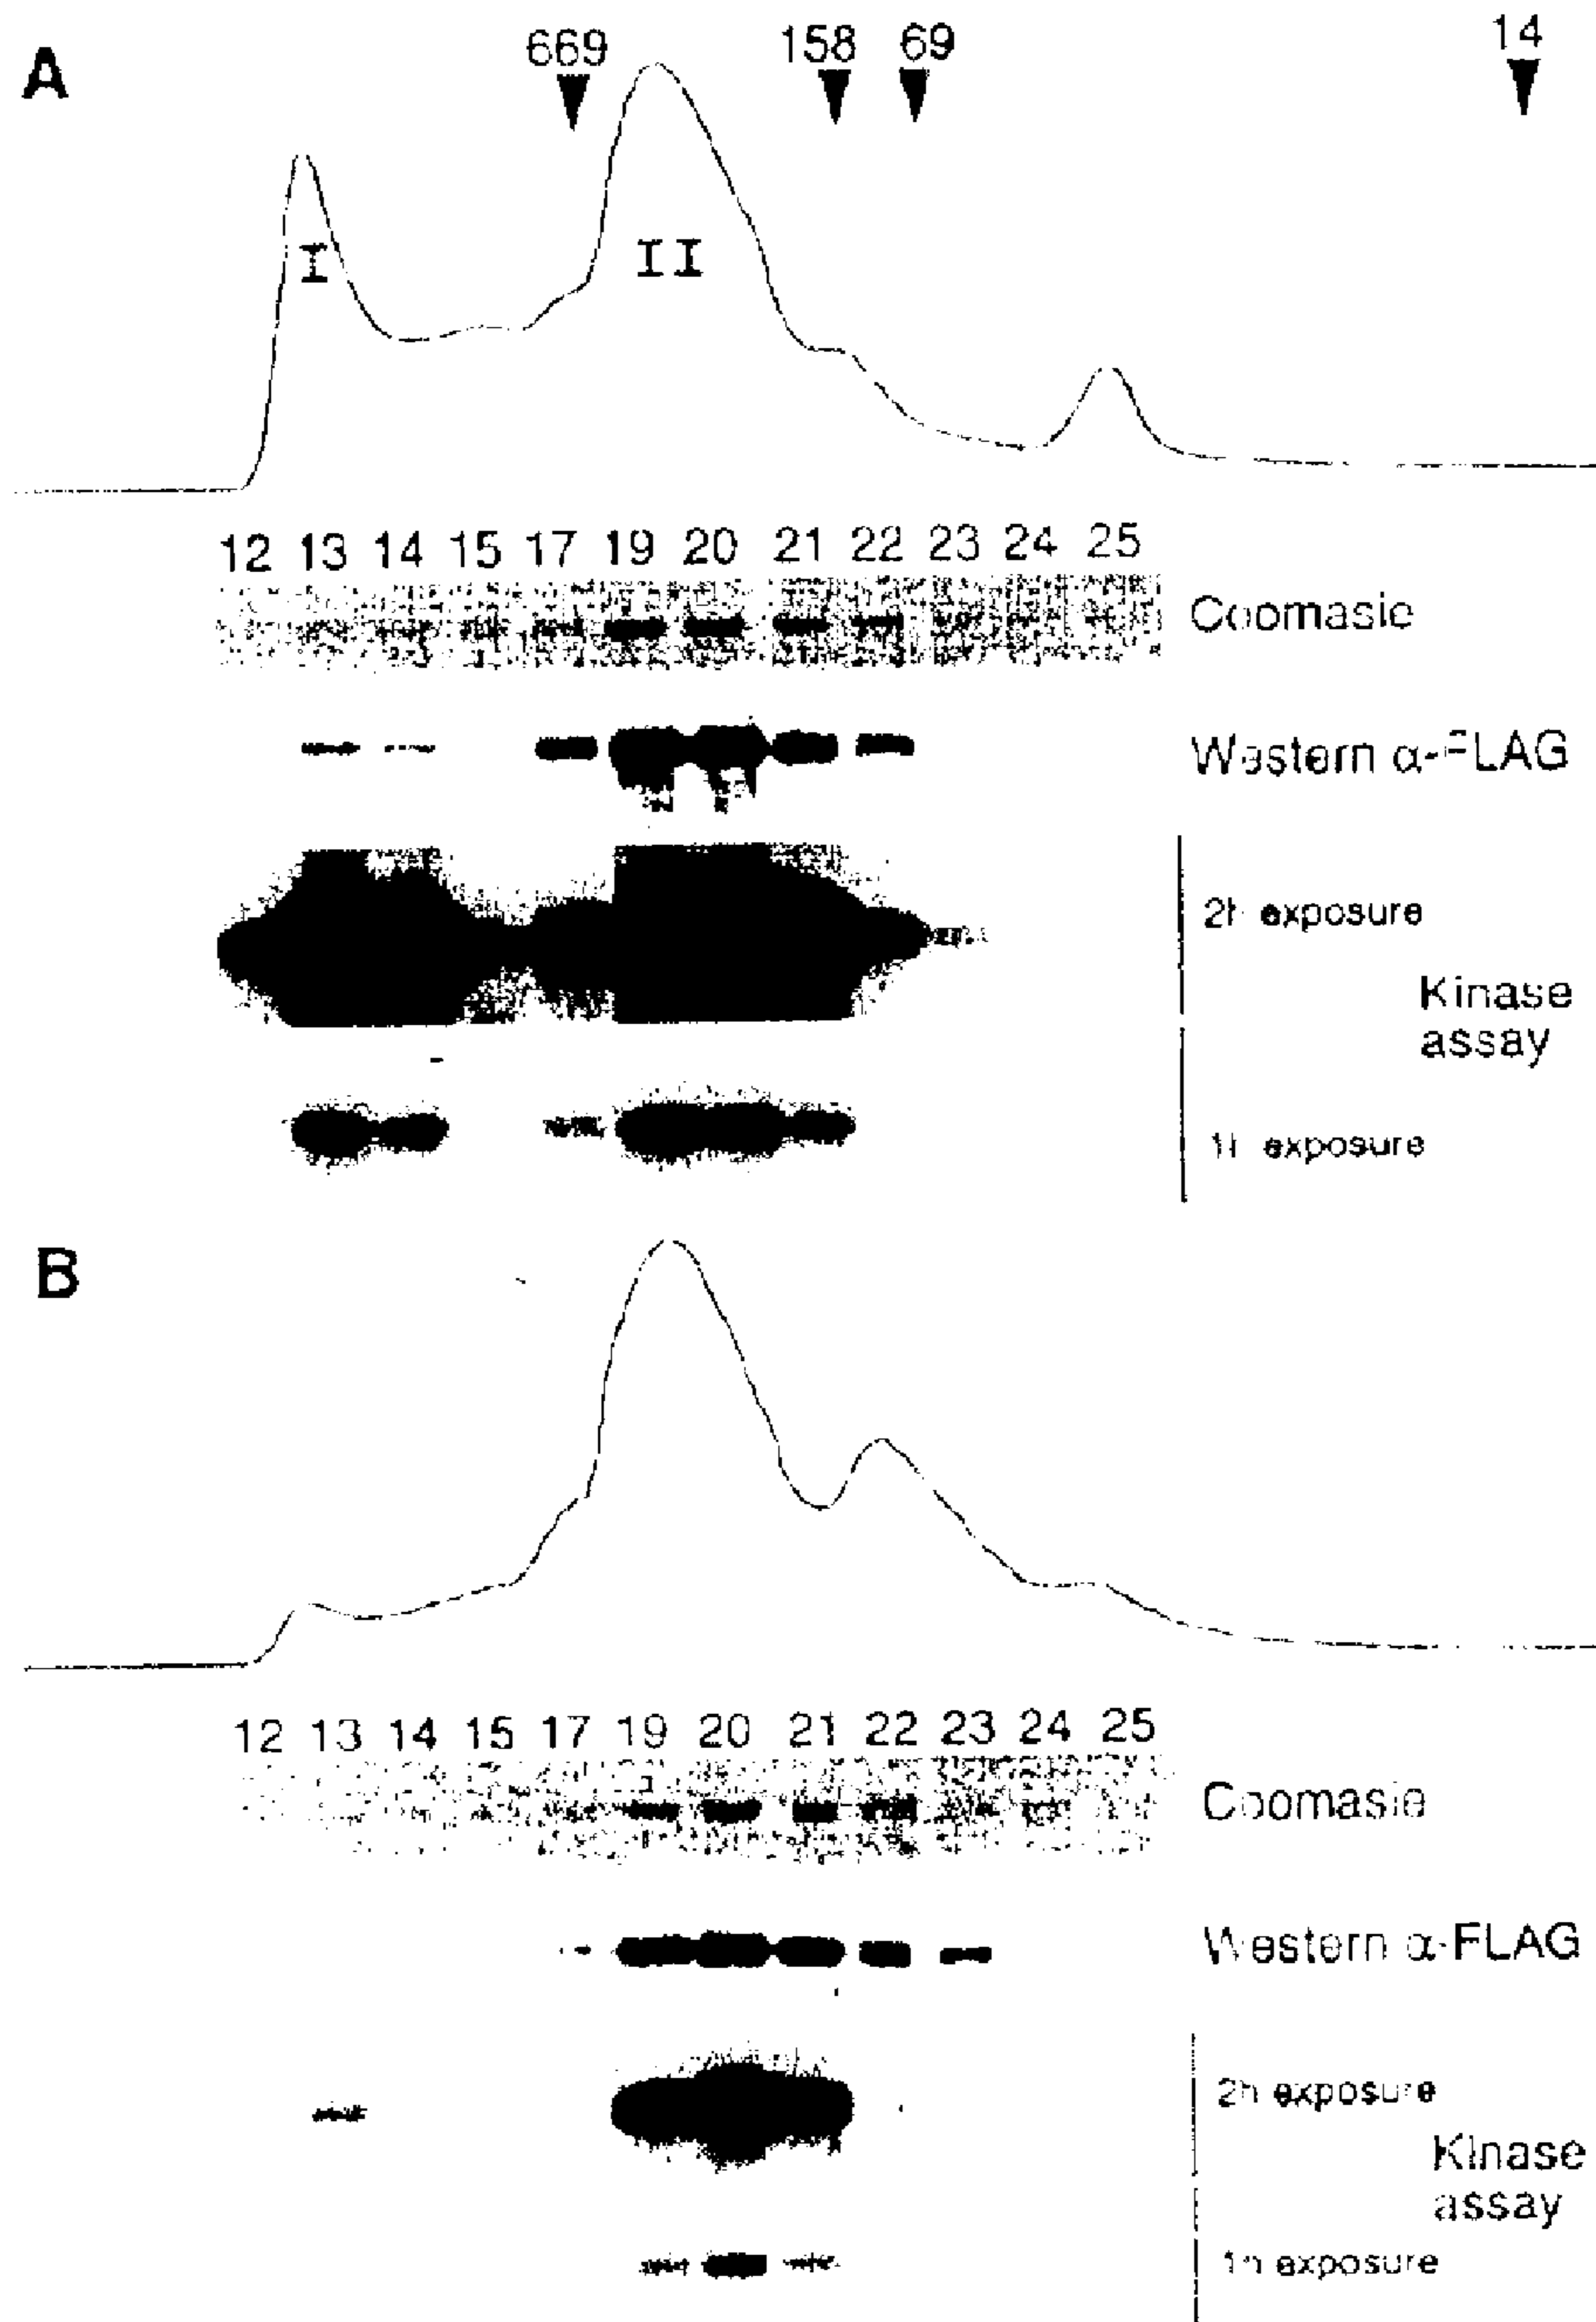 A
669 158 69 14
I II
12 13 14 15 17 19 20 21 22 23 24 25
Coomasie
Western α-FLAG
2h exposure
Kinase
assay
1h exposure
B
12 13 14 15 17 19 20 21 22 23 24 25
Coomasie
Western α-FLAG
2h exposure
Kinase
assay
1h exposure